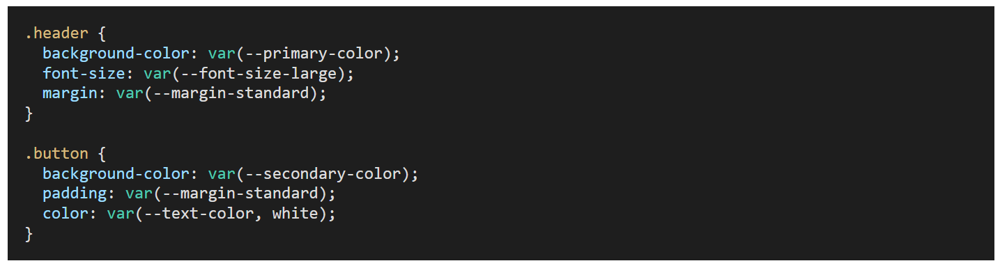 .header {
  background-color: var(--primary-color);
  font-size: var(--font-size-large);
  margin: var(--margin-standard);
}

.button {
  background-color: var(--secondary-color);
  padding: var(--margin-standard);
  color: var(--text-color, white);
}